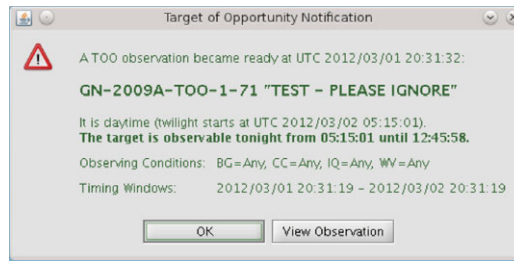 Target of Opportunity Notification
A TOO observation became ready at UTC 2012/03/01 20:31:32:
GN-2009A-TOO-1-71 "TEST - PLEASE IGNORE"
It is daytime (twilight starts at UTC 2012/03/02 05:15:01).
The target is observable tonight from 05:15:01 until 12:45:58.
Observing Conditions: BG=Any, CC=Any, IQ=Any, WV=Any
Timing Windows: 2012/03/01 20:31:19 - 2012/03/02 20:31:19
OK View Observation